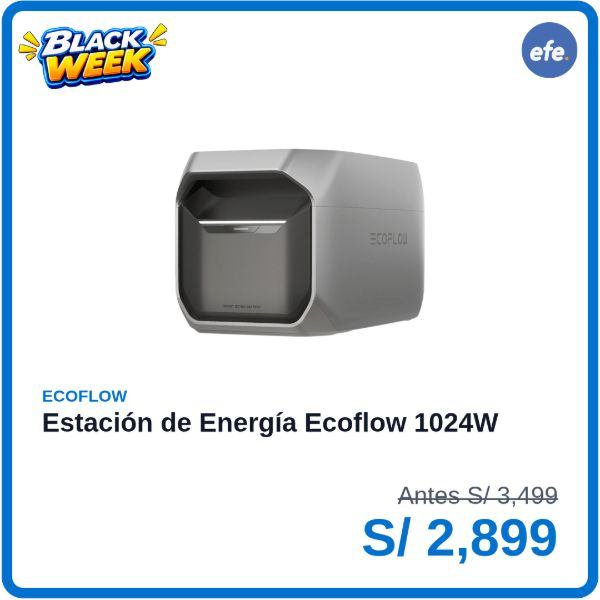 BLACK
WEEK
efe.
ECOFLOW
ECOFLOW
Estación de Energía Ecoflow 1024W
Antes S/ 3,499
S/ 2,899